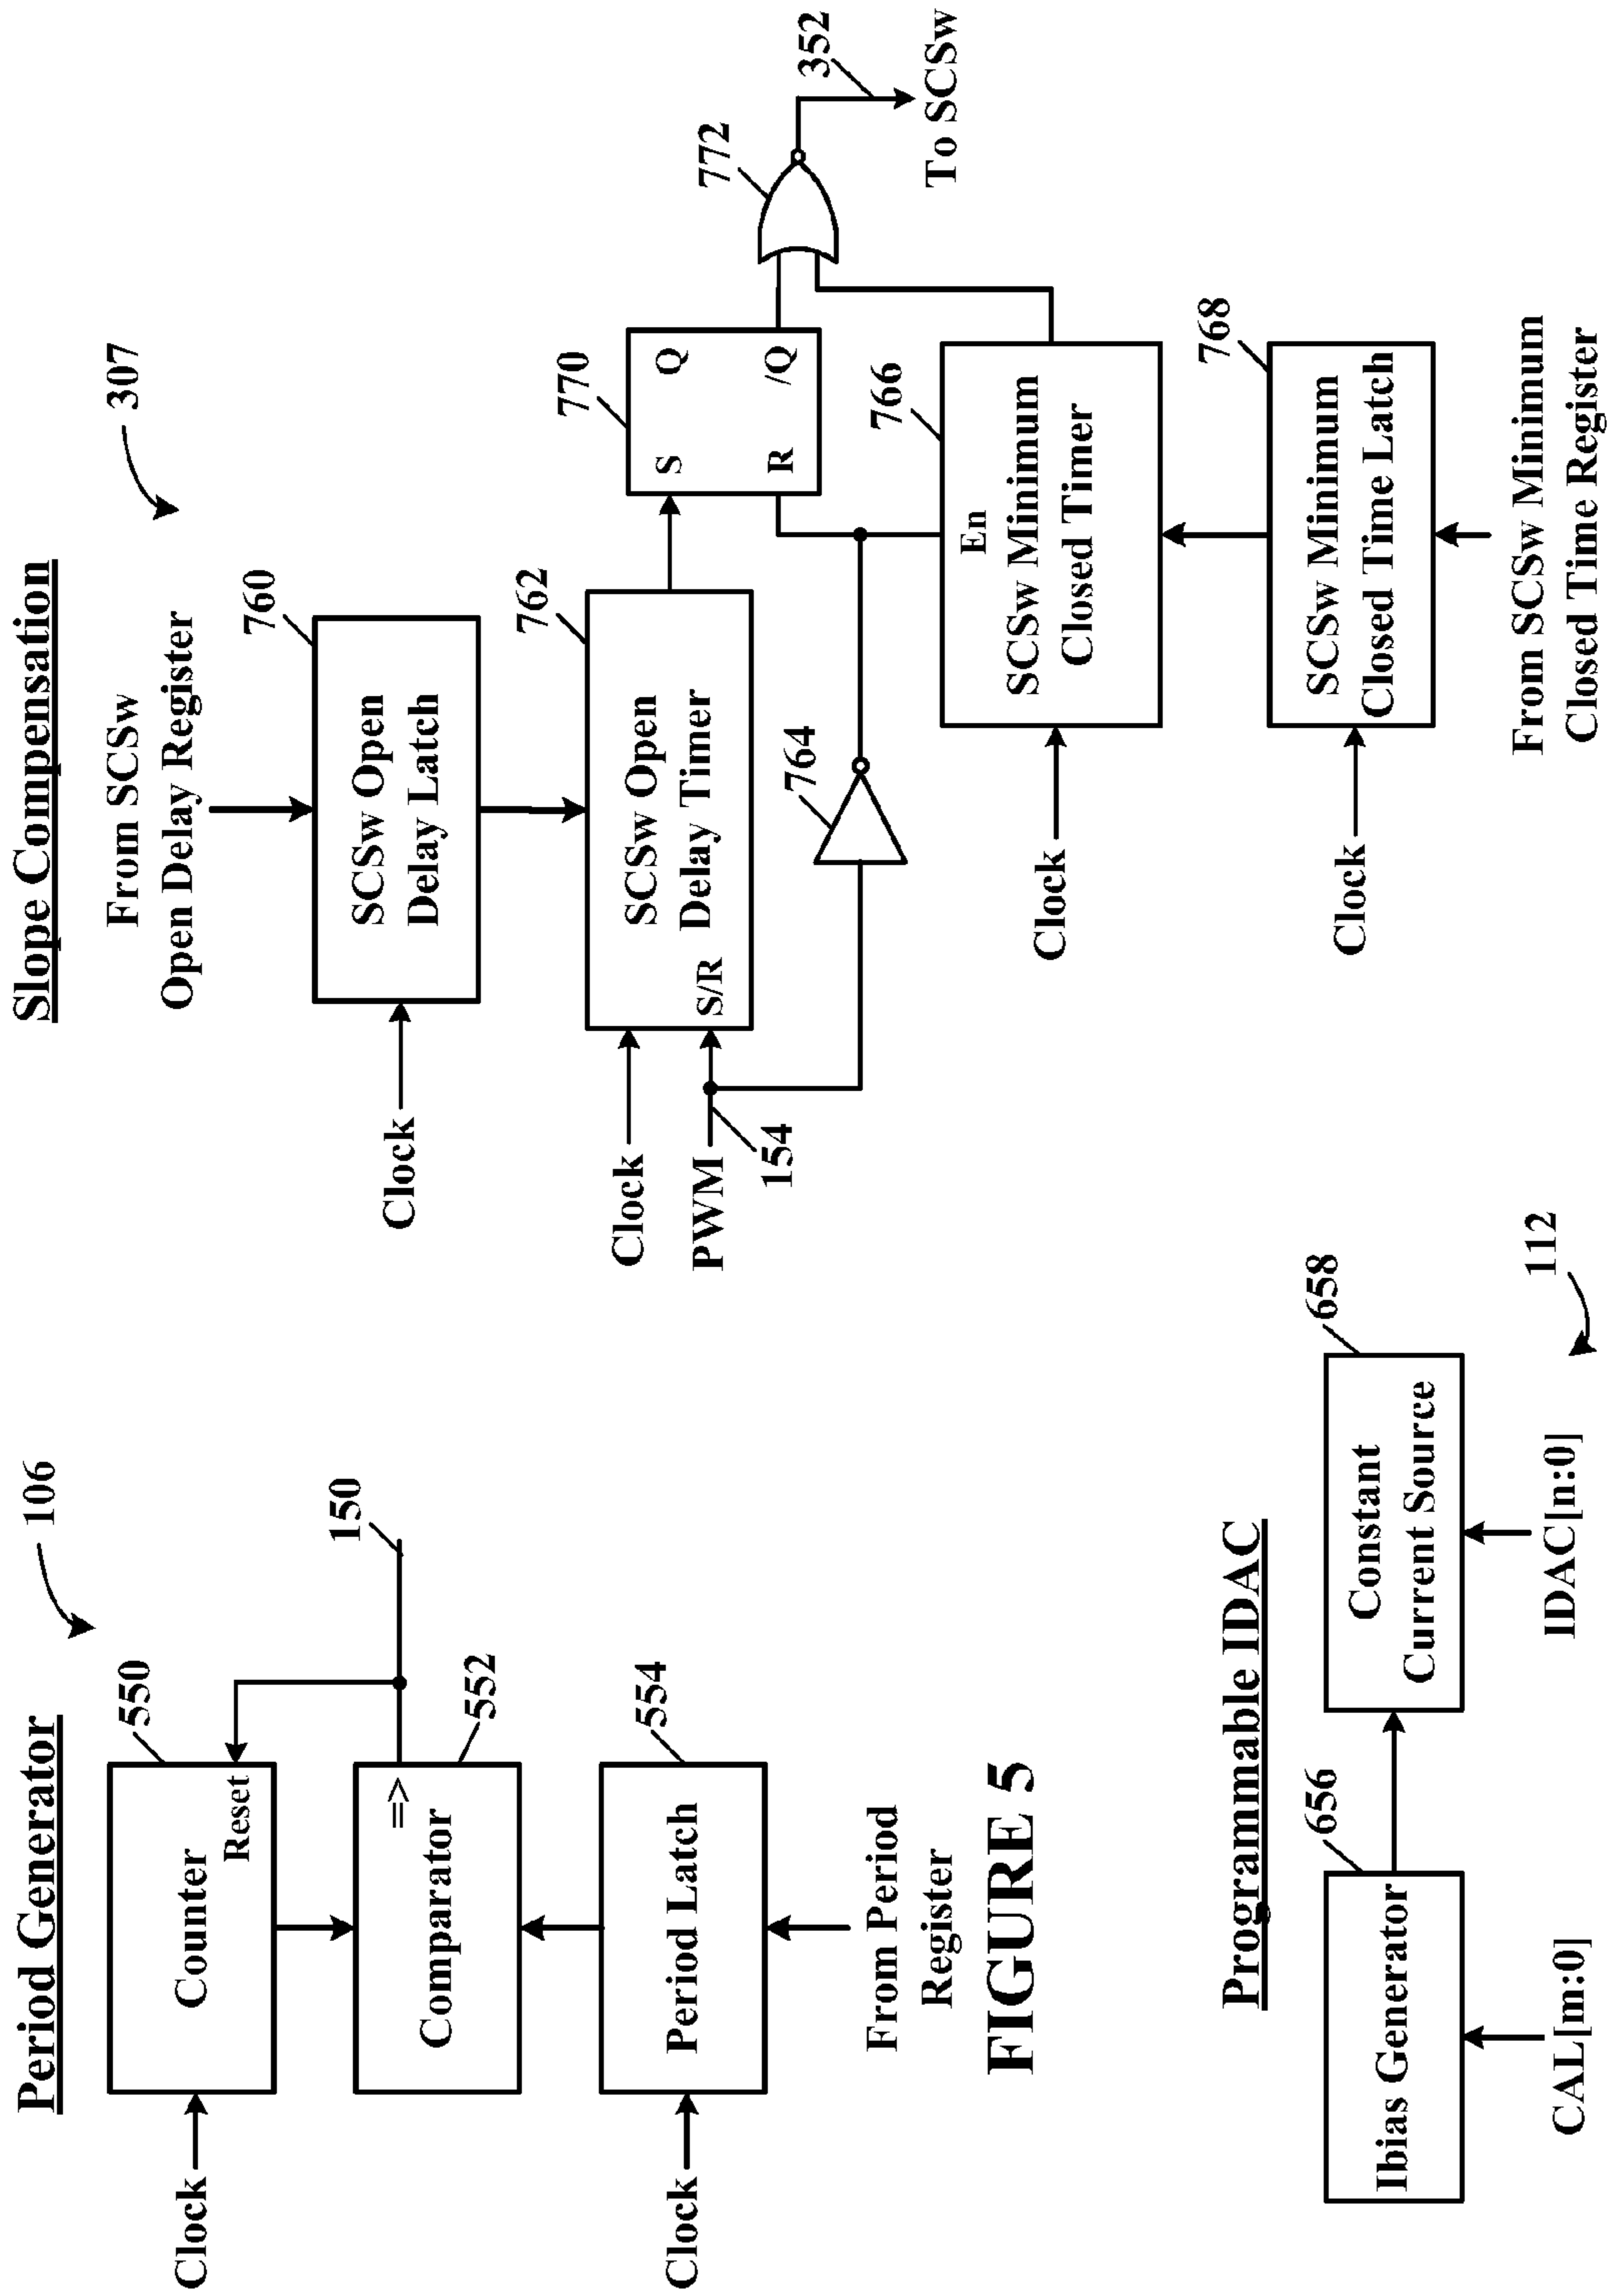 Period Generator
106
550
Clock
Counter
Reset
150
552
Comparator
=>
554
Clock
Period Latch
From Period
Register
FIGURE 5
Programmable IDAC
656
658
Ibias Generator
Constant
Current Source
CAL[m:0]
IDAC[n:0]
112
Slope Compensation
307
From SCSw
Open Delay Register
760
Clock
SCSw Open
Delay Latch
762
Clock
SCSw Open
Delay Timer
PWM
S/R
154
770
S
Q
R
/Q
772
352
To SCSw
764
766
En
Clock
SCSw Minimum
Closed Timer
768
Clock
SCSw Minimum
Closed Time Latch
From SCSw Minimum
Closed Time Register